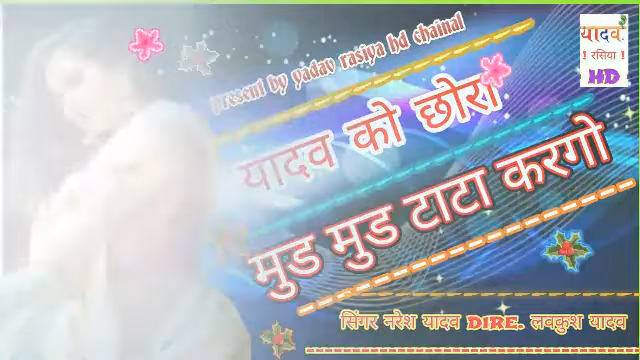 present by yadav rasiya hd chainal
यादव
! रसिया !
HD
यादव को छोरा
मुड मुड टाटा करगो
सिंगर नरेश यादव DIRE. लवकुश यादव